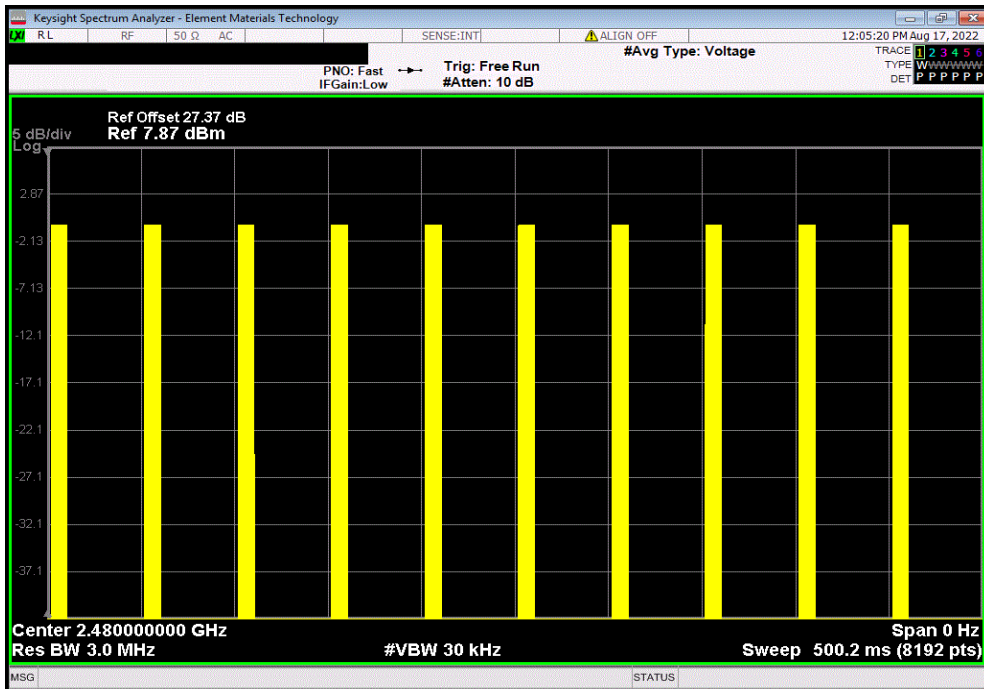 Keysight Spectrum Analyzer - Element Materials Technology
LXI RL RF 50 Ω AC SENSE:INT ALIGN OFF 12:05:20 PM Aug 17, 2022
#Avg Type: Voltage TRACE 1 2 3 4 5 6
PNO: Fast Trig: Free Run TYPE WWWWWW
IFGain:Low #Atten: 10 dB DET P P P P P P
Ref Offset 27.37 dB
5 dB/div Ref 7.87 dBm
Log
2.87
-2.13
-7.13
-12.1
-17.1
-22.1
-27.1
-32.1
-37.1
Center 2.480000000 GHz Span 0 Hz
Res BW 3.0 MHz #VBW 30 kHz Sweep 500.2 ms (8192 pts)
MSG STATUS